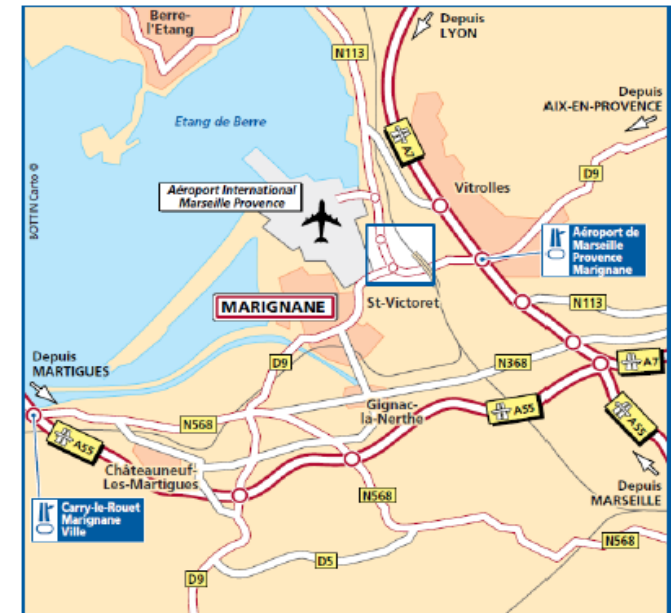 Berre-
l'Etang
Depuis
LYON
N113
Depuis
AIX-EN-PROVENCE
Etang de Berre
A7
D9
BOTTIN Carto ©
Aéroport International
Marseille Provence
Vitrolles
Aéroport de
Marseille
Provence
Marignane
MARIGNANE
St-Victoret
N113
Depuis
MARTIGUES
D9
N368
A7
N568
Gignac-
la-Nerthe
A55
A55
A55
Châteauneuf-
Les-Martigues
Depuis
MARSEILLE
Carry-le-Rouet
Marignane
Ville
N568
N568
D5
D9